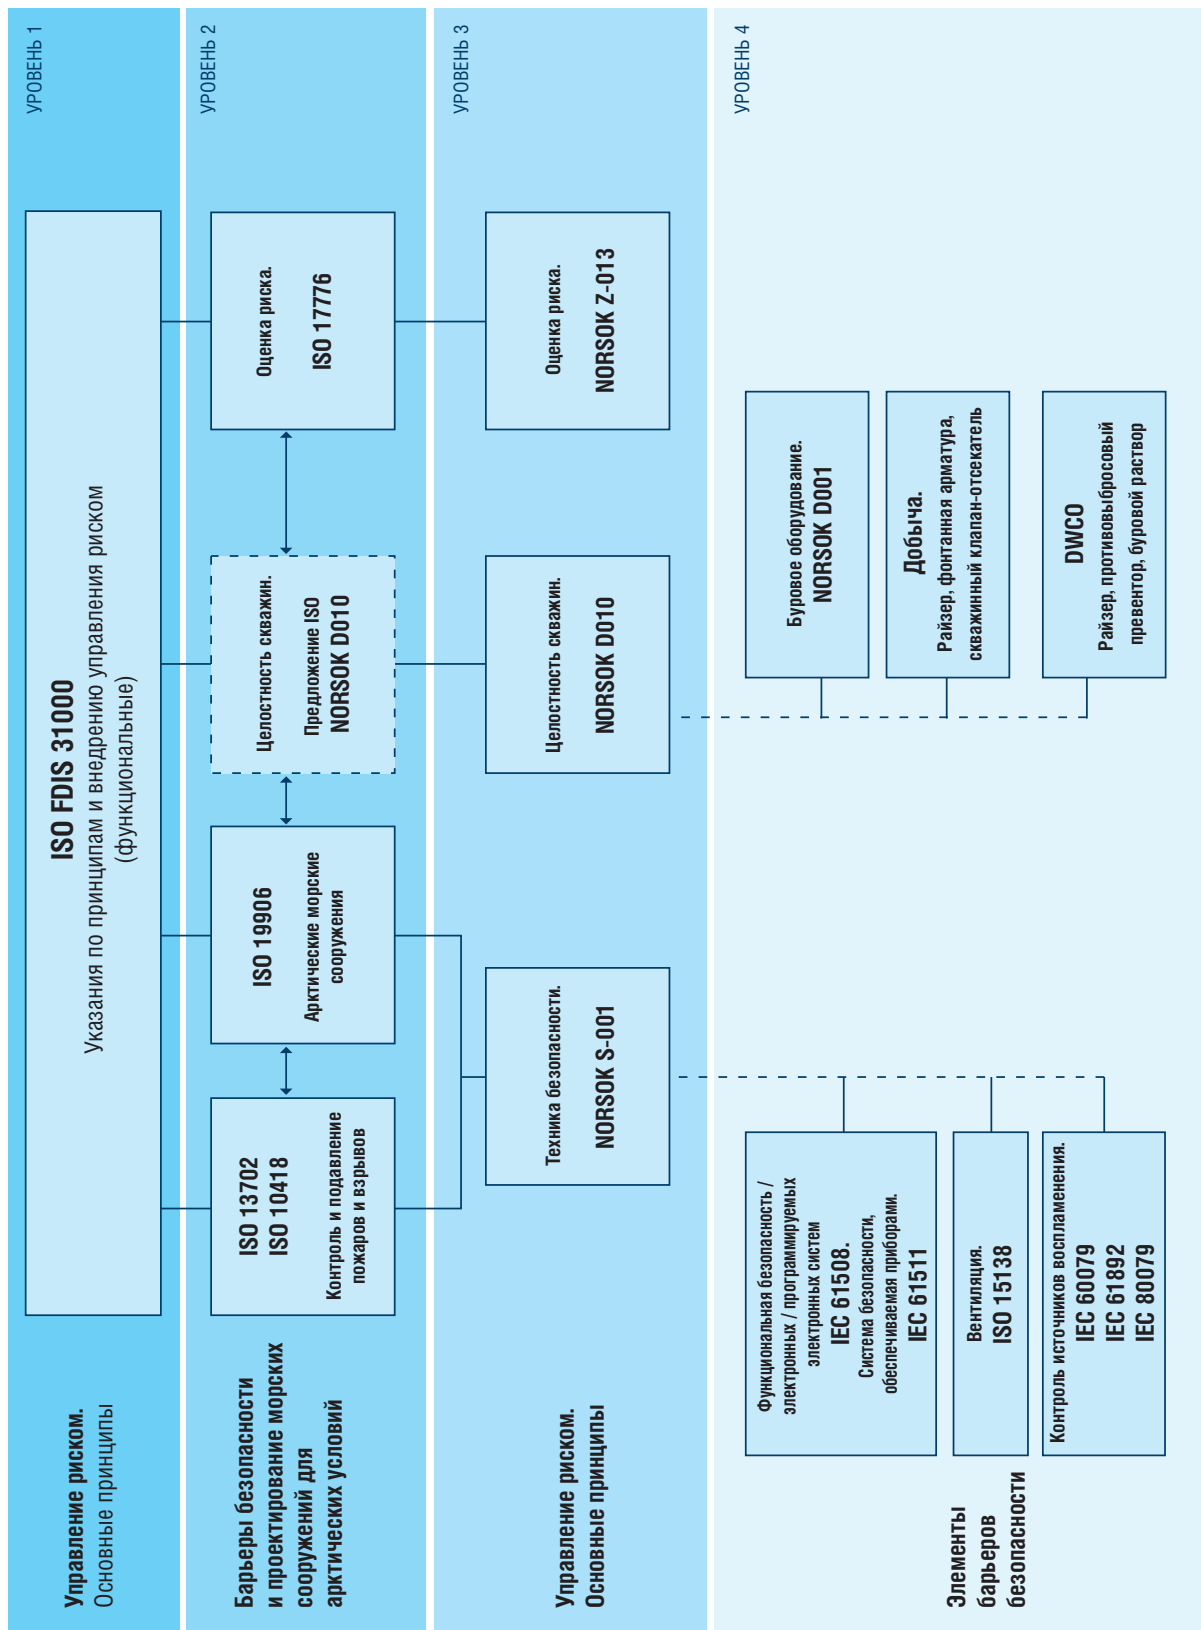 УРОВЕНЬ 1
Управление риском.
Основные принципы
ISO FDIS 31000
Указания по принципам и внедрению управления риском
(функциональные)
УРОВЕНЬ 2
Барьеры безопасности
и проектирование морских
сооружений для
арктических условий
ISO 13702
ISO 10418
Контроль и подавление
пожаров и взрывов
ISO 19906
Арктические морские
сооружения
Целостность скважин.
Предложение ISO
NORSOK D010
Оценка риска.
ISO 17776
УРОВЕНЬ 3
Управление риском.
Основные принципы
Техника безопасности.
NORSOK S-001
Целостность скважин.
NORSOK D010
Оценка риска.
NORSOK Z-013
УРОВЕНЬ 4
Элементы
барьеров
безопасности
Функциональная безопасность /
электронных / программируемых
электронных систем
IEC 61508.
Система безопасности,
обеспечиваемая приборами.
IEC 61511
Вентиляция.
ISO 15138
Контроль источников воспламенения.
IEC 60079
IEC 61892
IEC 80079
Буровое оборудование.
NORSOK D001
Добыча.
Райзер, фонтанная арматура,
скважинный клапан-отсекатель
DWCO
Райзер, противовыбросовый
превентор, буровой раствор